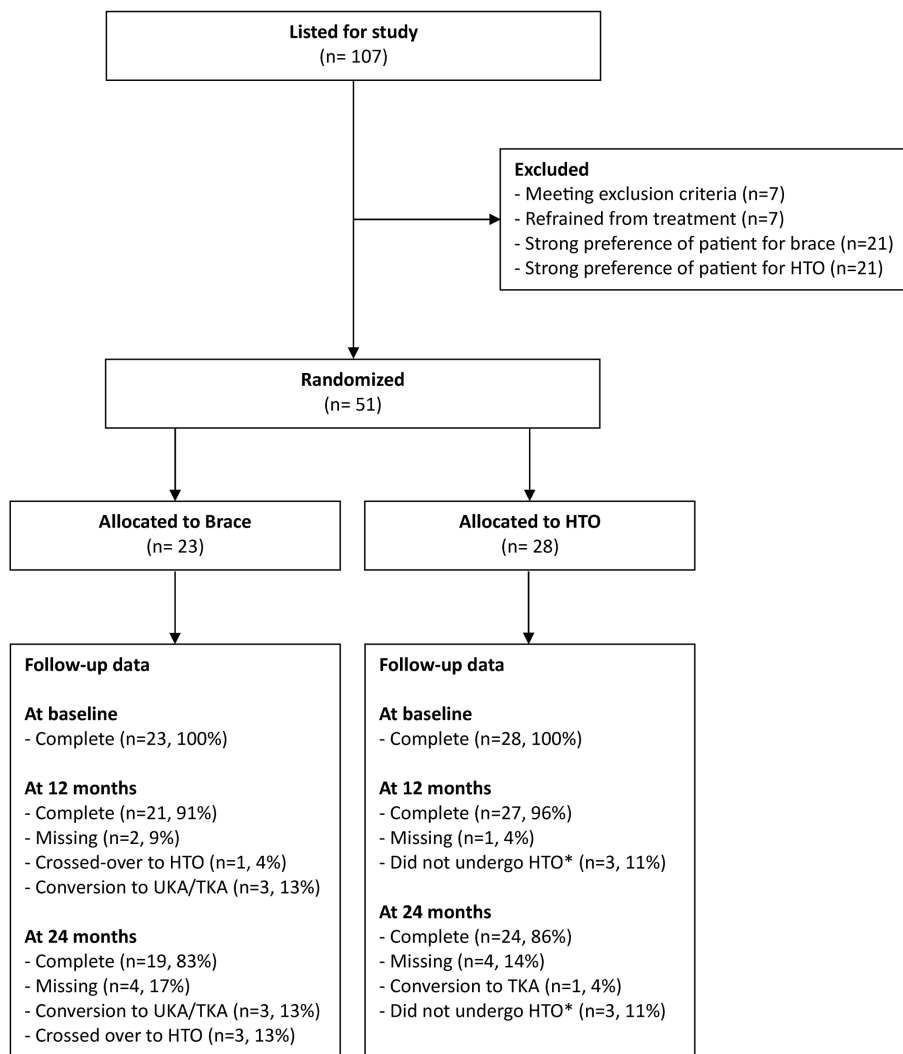 Listed for study
(n= 107)
Excluded
- Meeting exclusion criteria (n=7)
- Refrained from treatment (n=7)
- Strong preference of patient for brace (n=21)
- Strong preference of patient for HTO (n=21)
Randomized
(n= 51)
Allocated to Brace
(n= 23)
Allocated to HTO
(n= 28)
Follow-up data
At baseline
- Complete (n=23, 100%)
At 12 months
- Complete (n=21, 91%)
- Missing (n=2, 9%)
- Crossed-over to HTO (n=1, 4%)
- Conversion to UKA/TKA (n=3, 13%)
At 24 months
- Complete (n=19, 83%)
- Missing (n=4, 17%)
- Conversion to UKA/TKA (n=3, 13%)
- Crossed over to HTO (n=3, 13%)
Follow-up data
At baseline
- Complete (n=28, 100%)
At 12 months
- Complete (n=27, 96%)
- Missing (n=1, 4%)
- Did not undergo HTO* (n=3, 11%)
At 24 months
- Complete (n=24, 86%)
- Missing (n=4, 14%)
- Conversion to TKA (n=1, 4%)
- Did not undergo HTO* (n=3, 11%)